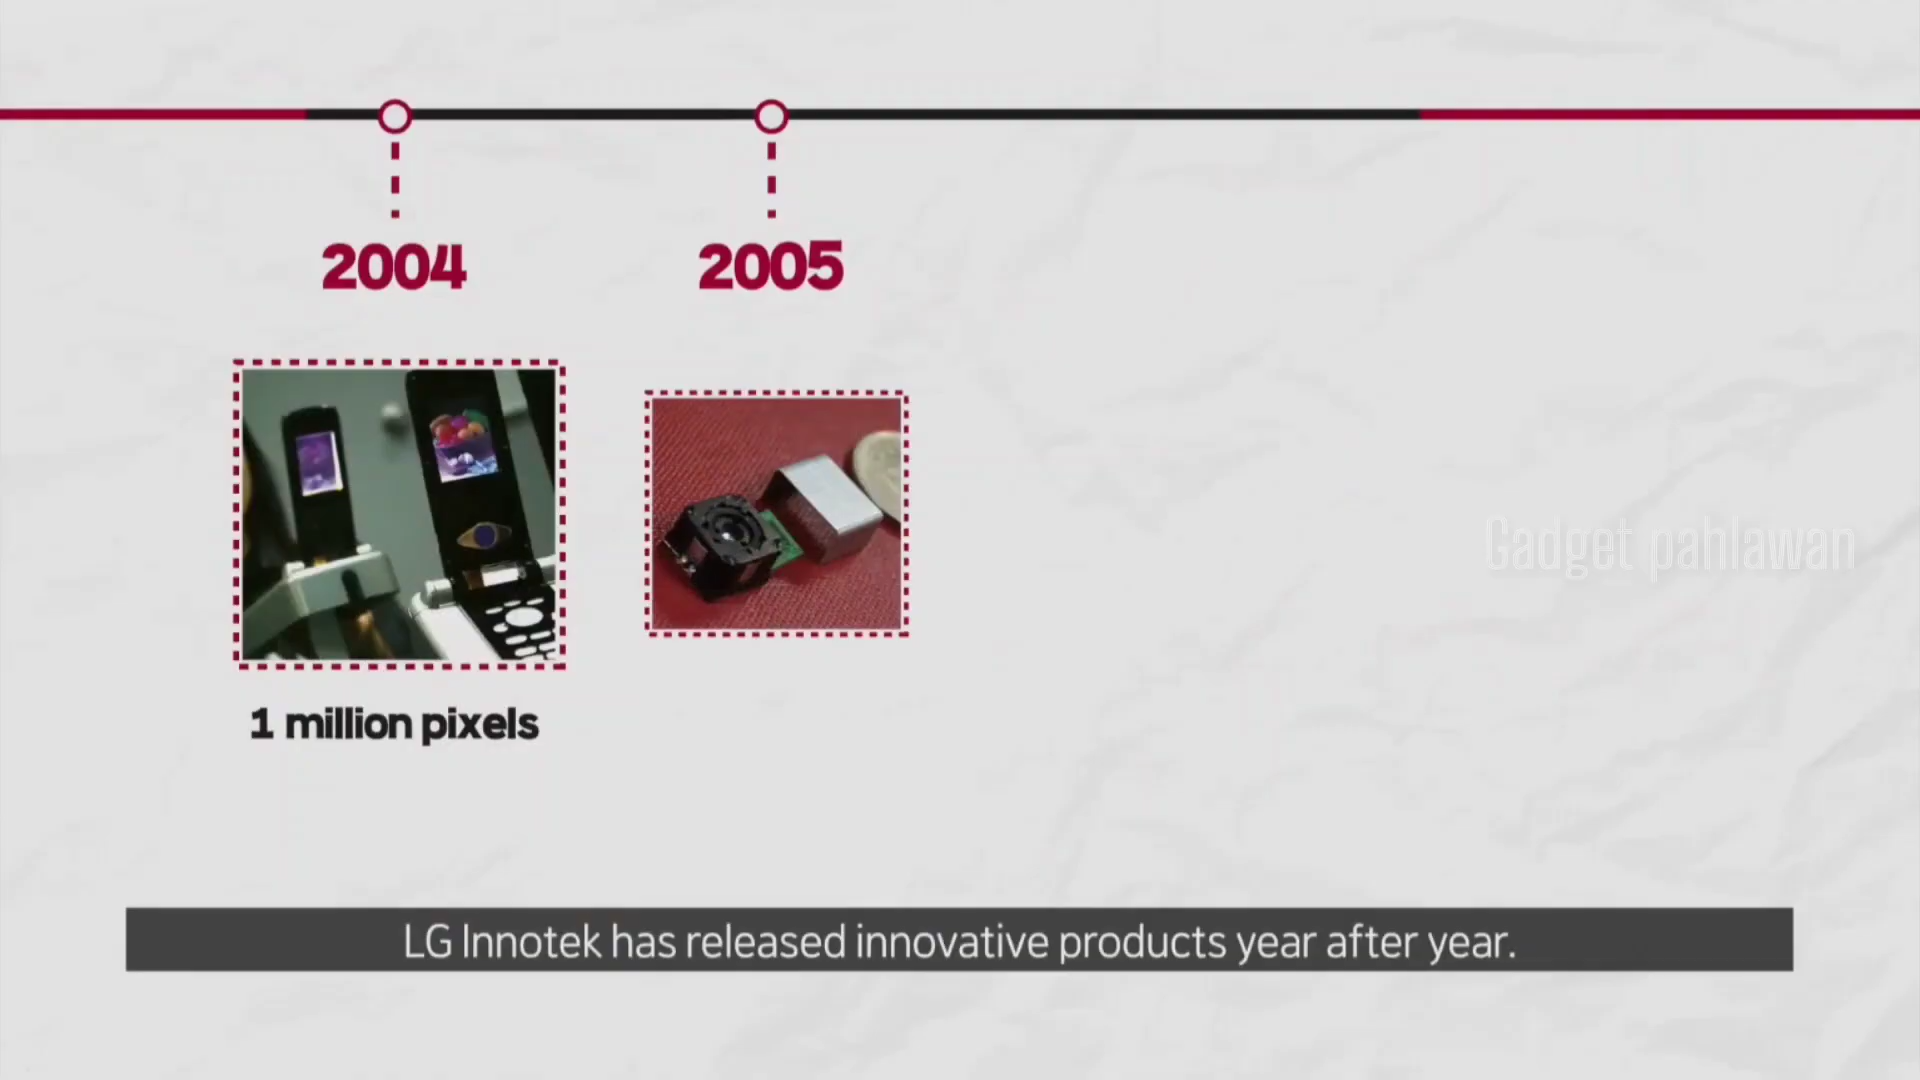 2004
2005
1 million pixels
Gadget pahlawan
LG Innotek has released innovative products year after year.